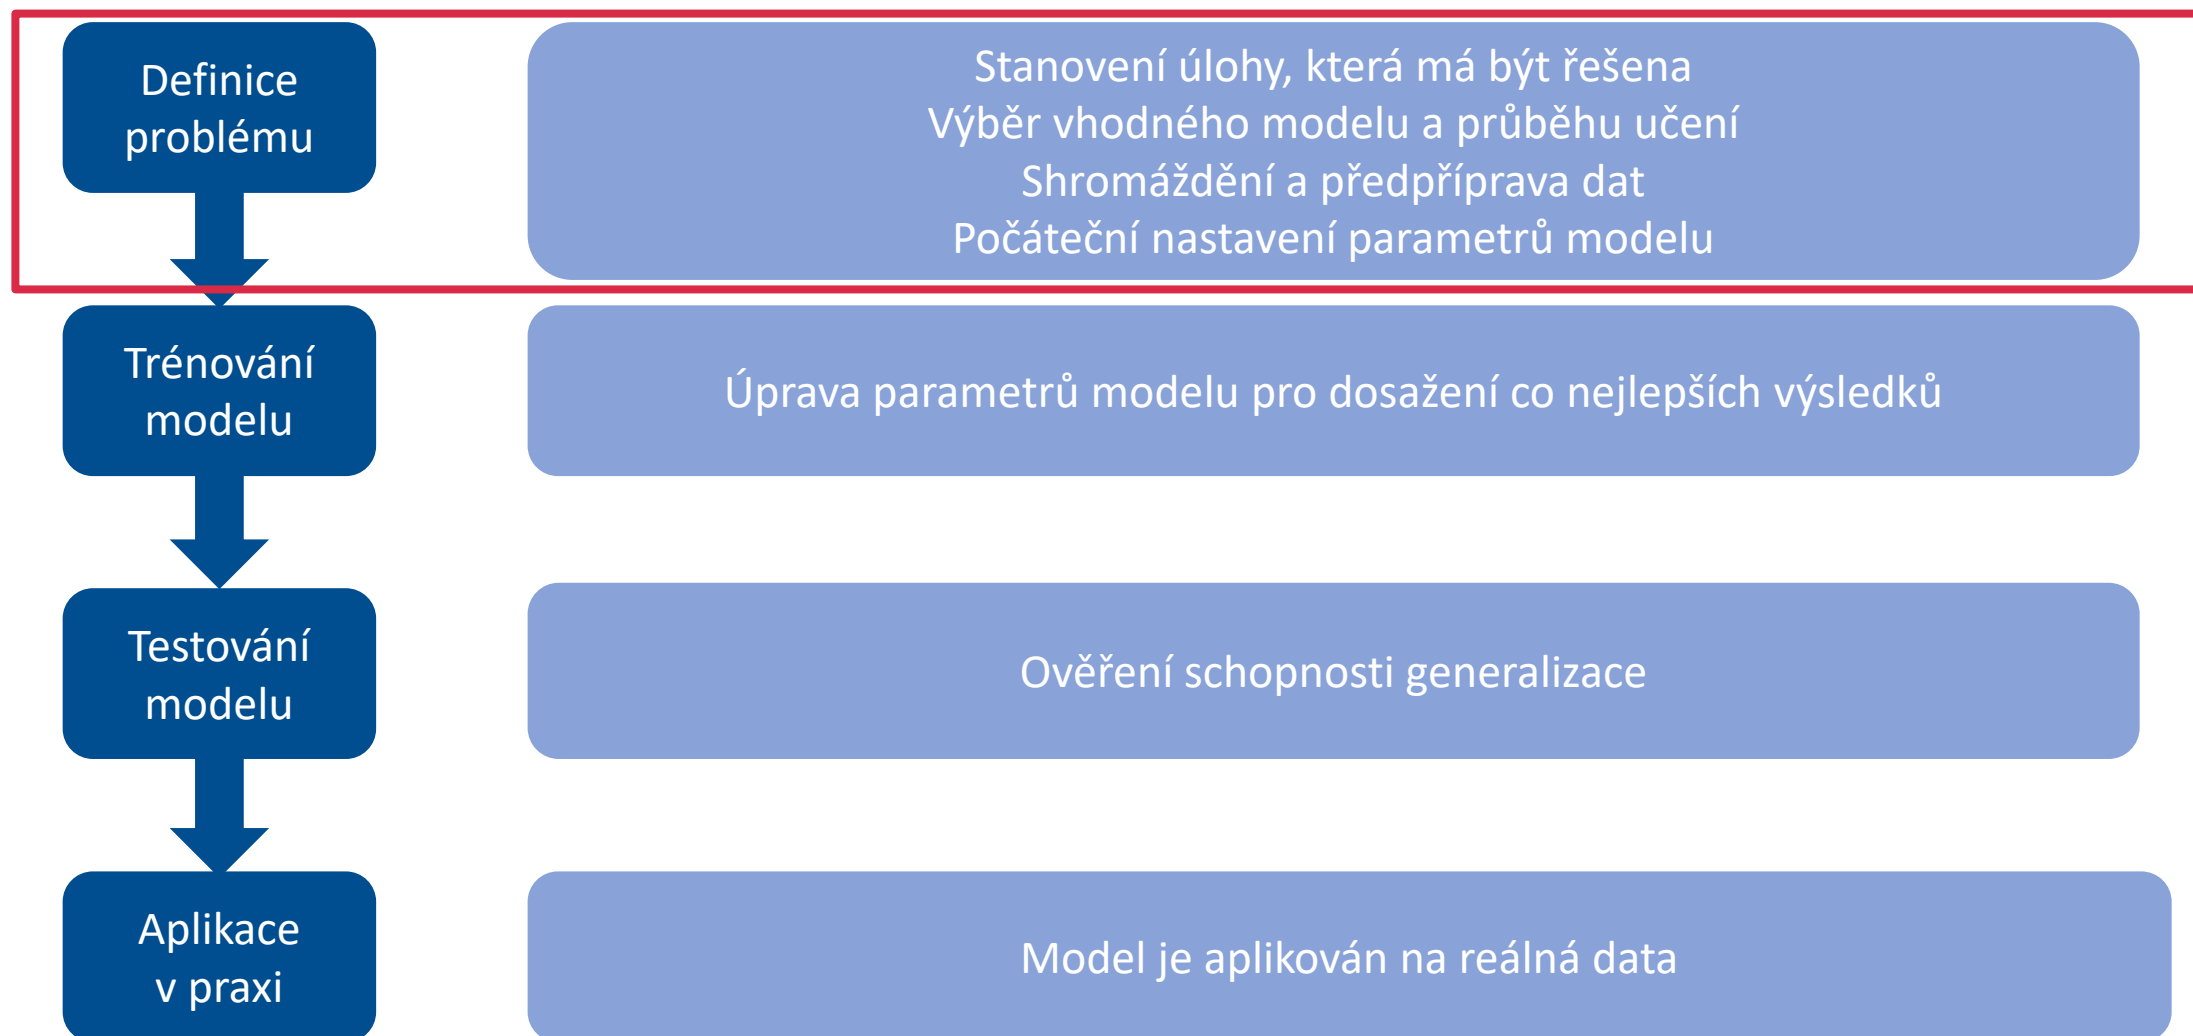 Definice
problému
Stanovení úlohy, která má být řešena
Výběr vhodného modelu a průběhu učení
Shromáždění a předpříprava dat
Počáteční nastavení parametrů modelu
Trénování
modelu
Úprava parametrů modelu pro dosažení co nejlepších výsledků
Testování
modelu
Ověření schopnosti generalizace
Aplikace
v praxi
Model je aplikován na reálná data